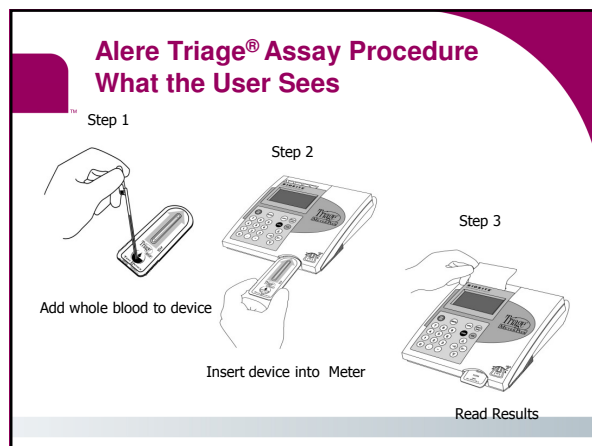 Alere Triage® Assay Procedure
What the User Sees
™
Step 1
Add whole blood to device
Step 2
Insert device into Meter
Step 3
Read Results